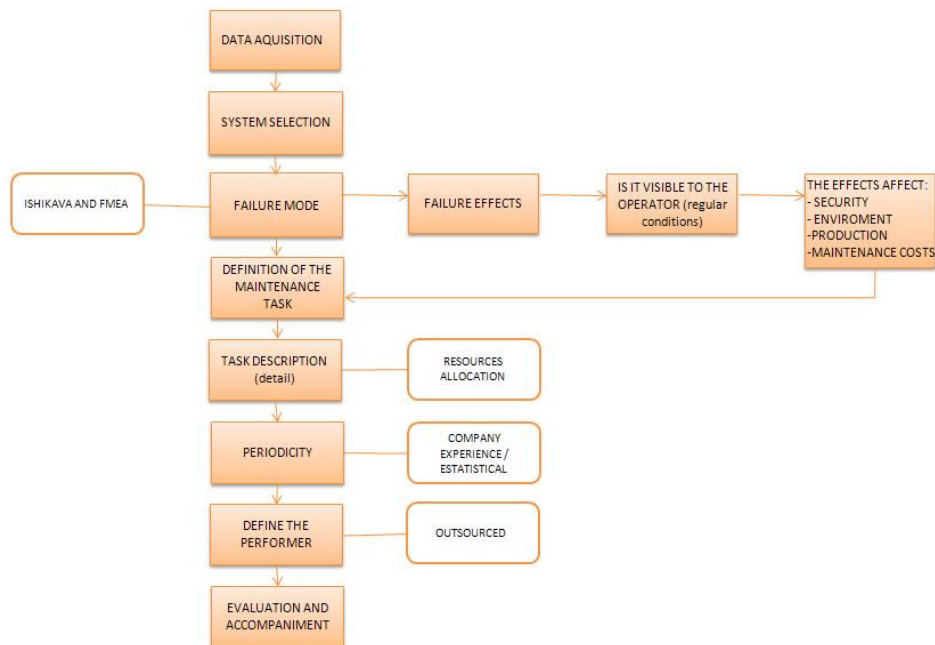 DATA AQUISITION
SYSTEM SELECTION
ISHIKAVA AND FMEA
FAILURE MODE
FAILURE EFFECTS
IS IT VISIBLE TO THE
OPERATOR (regular
conditions)
THE EFFECTS AFFECT:
- SECURITY
- ENVIROMENT
-PRODUCTION
-MAINTENANCE COSTS
DEFINITION OF THE
MAINTENANCE
TASK
TASK DESCRIPTION
(detail)
RESOURCES
ALLOCATION
PERIODICITY
COMPANY
EXPERIENCE /
ESTATISTICAL
DEFINE THE
PERFORMER
OUTSOURCED
EVALUATION AND
ACCOMPANIMENT